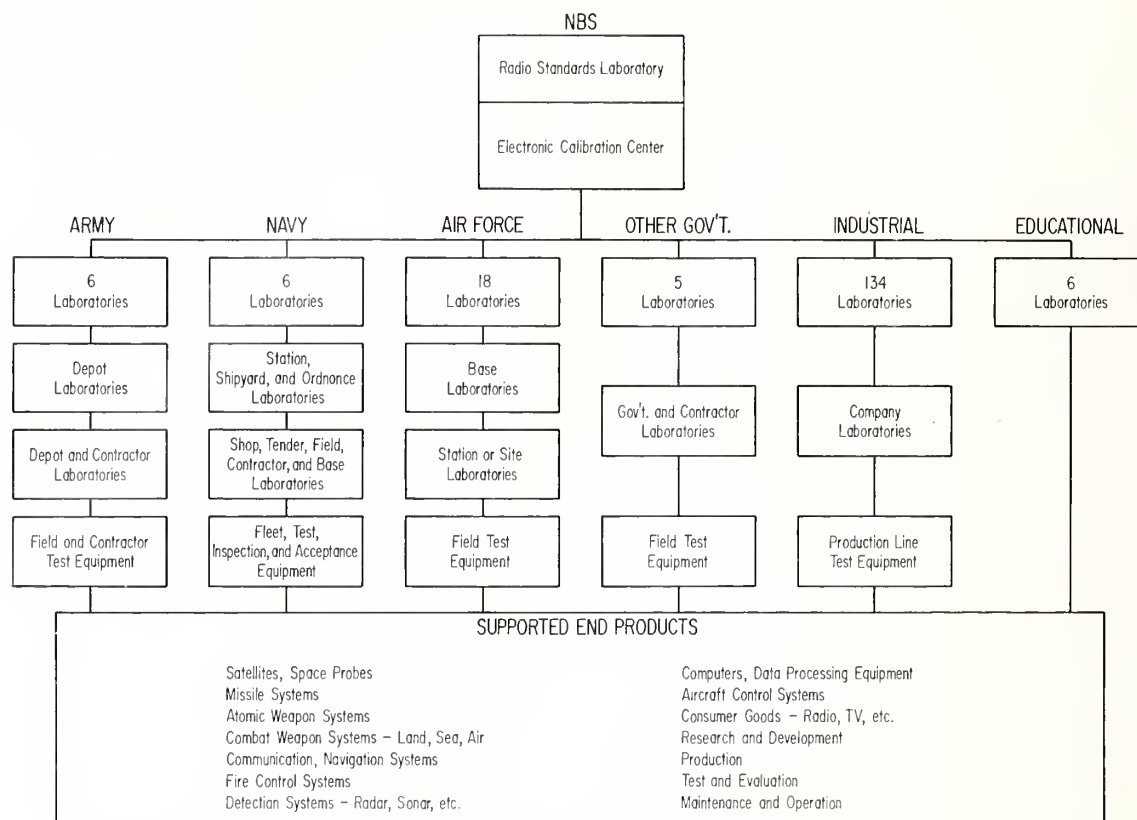 NBS
Radio Standards Laboratory
Electronic Calibration Center
ARMY
NAVY
AIR FORCE
OTHER GOV'T.
INDUSTRIAL
EDUCATIONAL
6
Laboratories
6
Laboratories
18
Laboratories
5
Laboratories
134
Laboratories
6
Laboratories
Depot
Laboratories
Station,
Shipyard, and Ordnonce
Laboratories
Base
Laboratories
Gov't. and Contractor
Laboratories
Company
Laboratories
Depot and Contractor
Laboratories
Shop, Tender, Field,
Contractor, and Base
Laboratories
Station or Site
Laboratories
Field and Contractor
Test Equipment
Fleet, Test,
Inspection, and Acceptance
Equipment
Field Test
Equipment
Field Test
Equipment
Production Line
Test Equipment
SUPPORTED END PRODUCTS
Satellites, Space Probes
Missile Systems
Atomic Weapon Systems
Combat Weapon Systems – Land, Sea, Air
Communication, Navigation Systems
Fire Control Systems
Detection Systems – Radar, Sonar, etc.
Computers, Data Processing Equipment
Aircraft Control Systems
Consumer Goods – Radio, TV, etc.
Research and Development
Production
Test and Evaluation
Maintenance and Operation